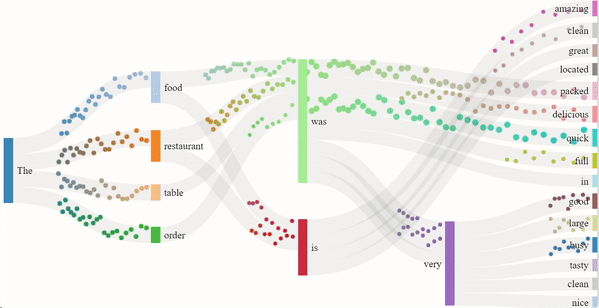 The
food
restaurant
table
order
was
is
very
amazing
clean
great
located
packed
delicious
quick
full
in
good
large
busy
tasty
clean
nice